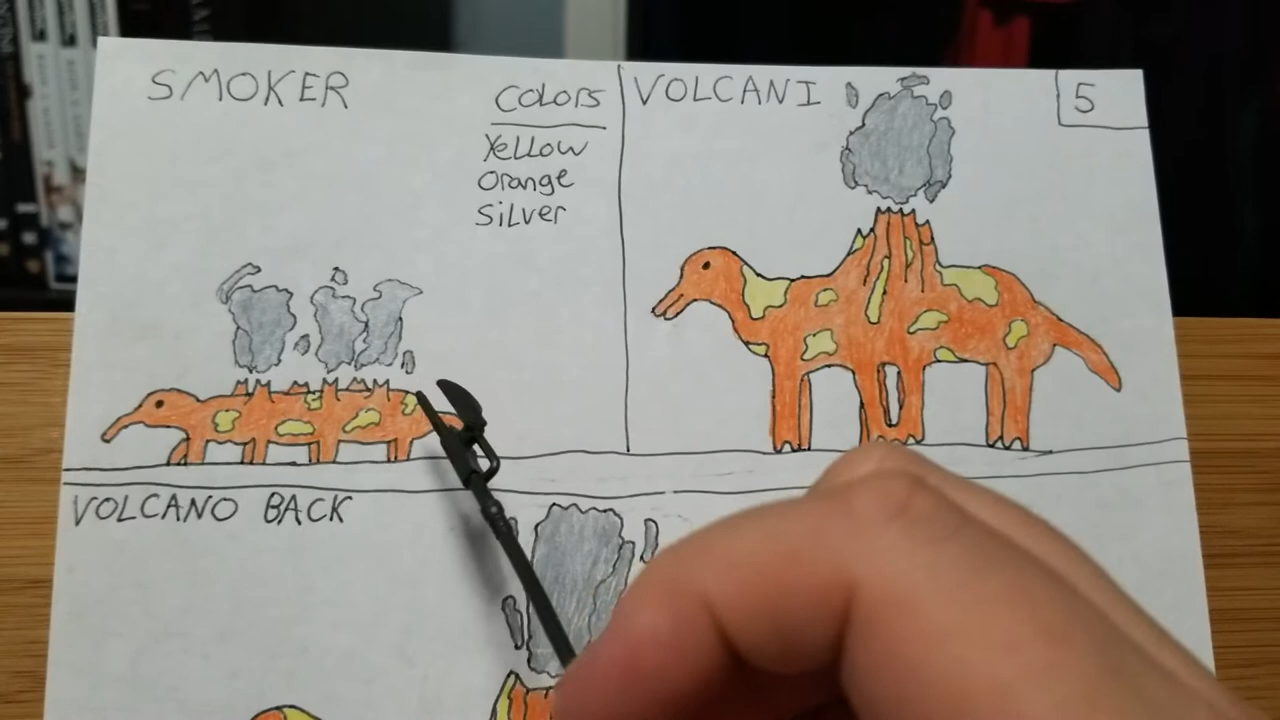 SMOKER
COLORS
Yellow
Orange
Silver
VOLCANI
5
VOLCANO BACK